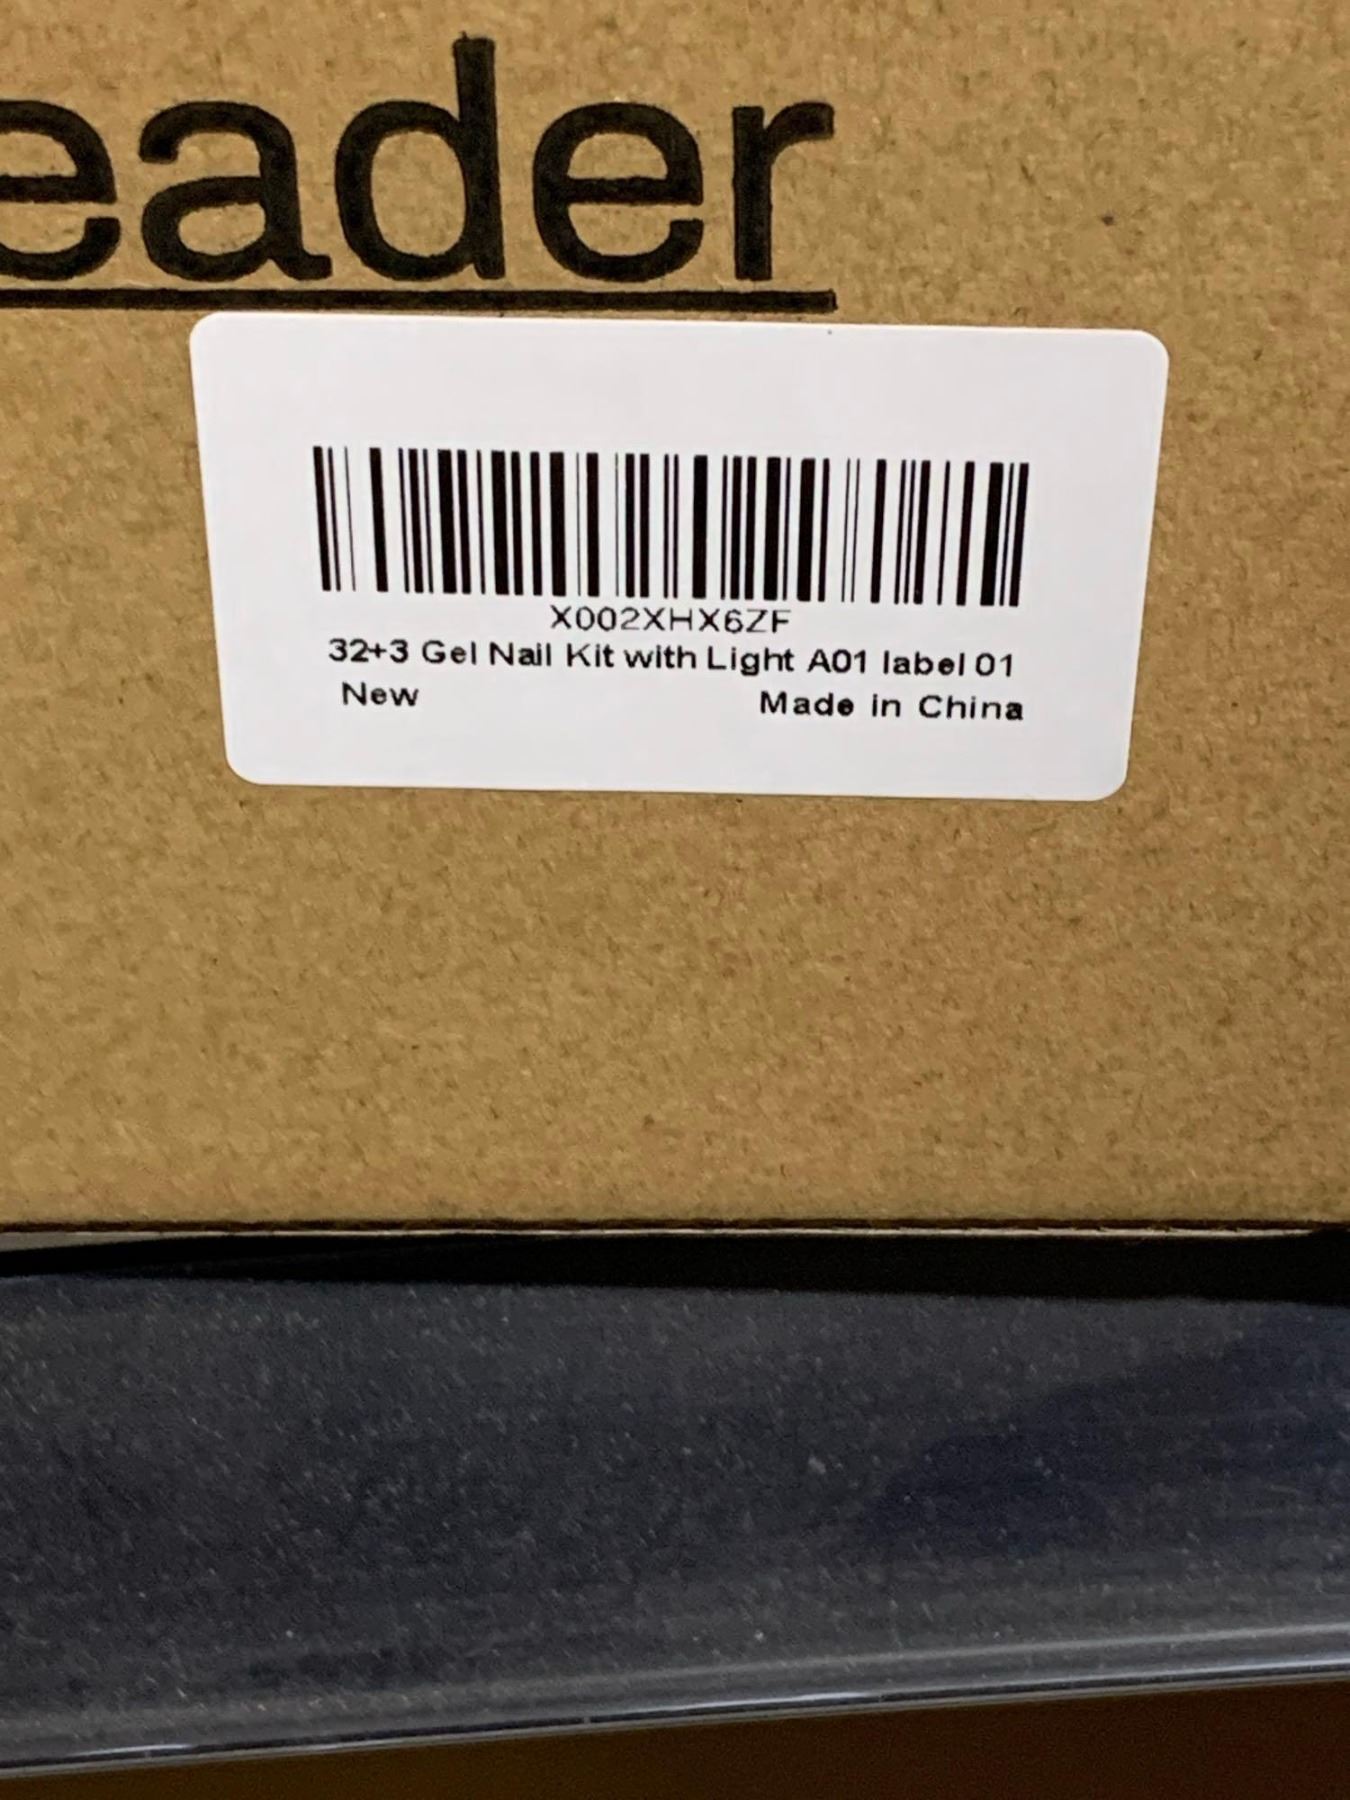 eader
X002XHX6ZF
32+3 Gel Nail Kit with Light A01 label 01
New
Made in China